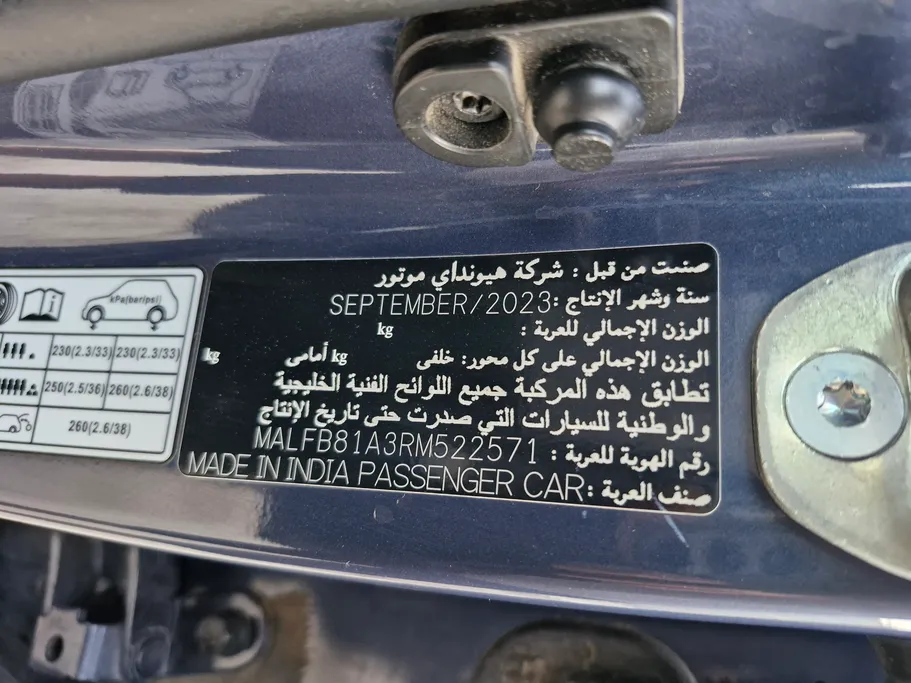 kPa(bar/psi)
230(2.3/33) 230(2.3/33)
250(2.5/36) 260(2.6/38)
260(2.6/38)
صنعت من قبل : شركة هيونداي موتور
سنة وشهر الإنتاج :SEPTEMBER/2023
الوزن الإجمالي للعربة : kg
الوزن الإجمالي على كل محور: خلفى kg أمامى kg
تطابق هذه المركبة جميع اللوائح الفنية الخليجية
والوطنية للسيارات التي صدرت حتى تاريخ الإنتاج
رقم الهوية للعربة : MALFB81A3RM522571
صنف العربة :MADE IN INDIA PASSENGER CAR